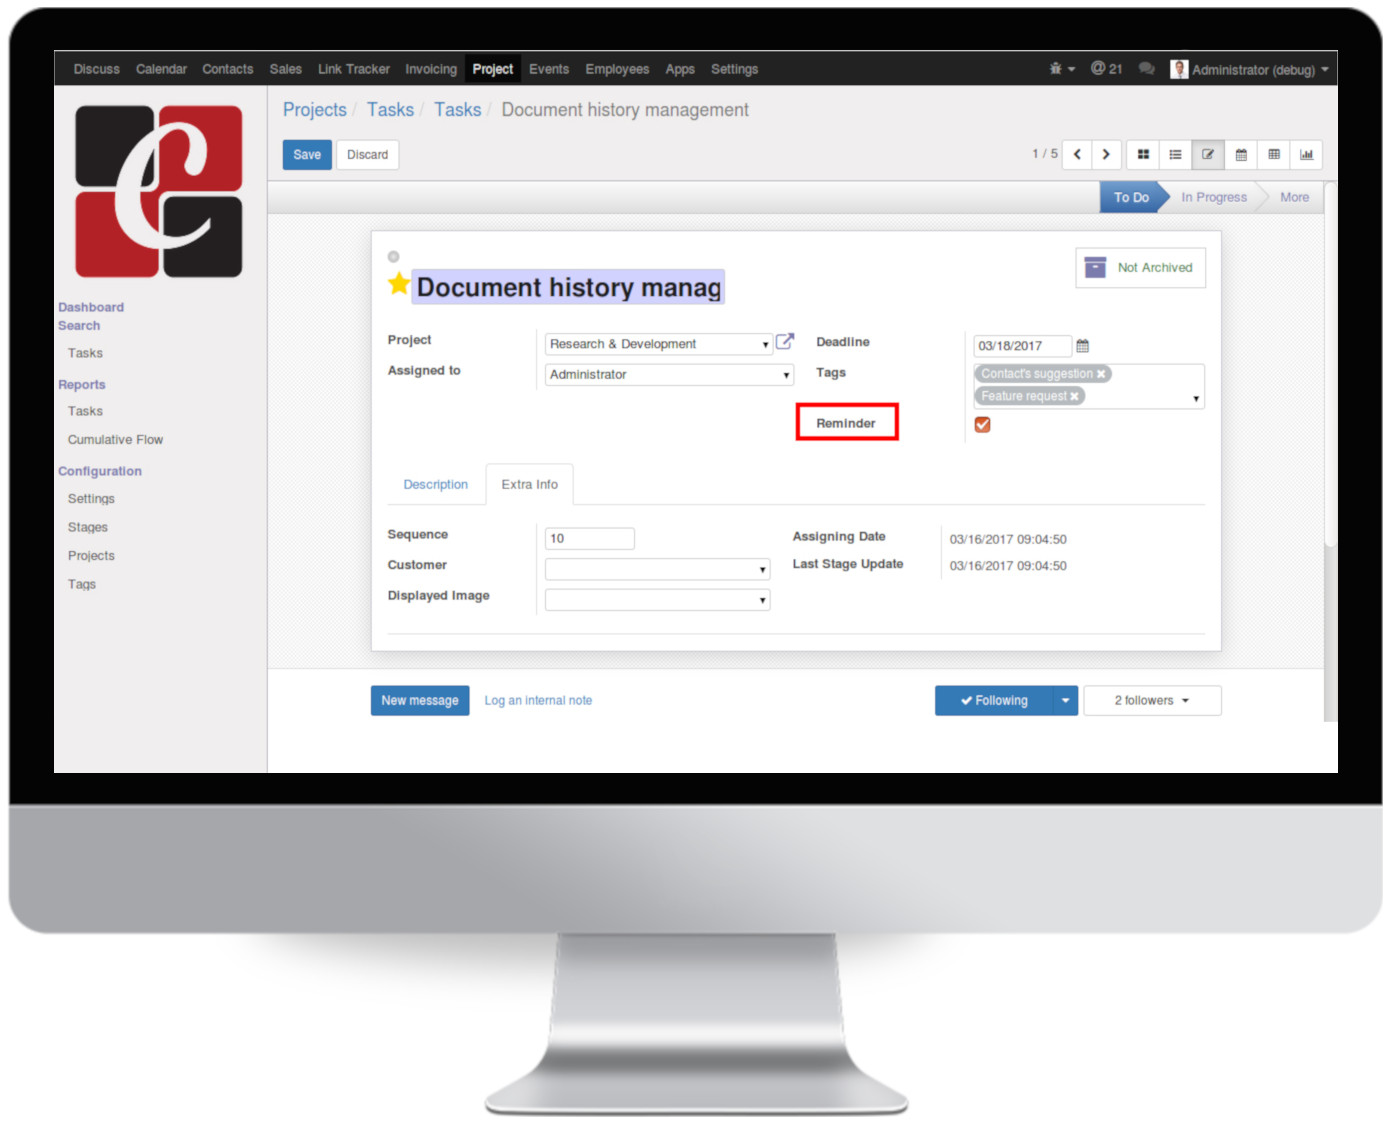 Discuss Calendar Contacts Sales Link Tracker Invoicing Project Events Employees Apps Settings @ 21 Administrator (debug)
Projects / Tasks / Tasks / Document history management
Save Discard 1 / 5
To Do In Progress More
C
Not Archived
Document history manag
Dashboard
Search
Tasks
Reports
Tasks
Cumulative Flow
Configuration
Settings
Stages
Projects
Tags
Project Research & Development
Assigned to Administrator
Deadline 03/18/2017
Tags Contact's suggestion ×
Feature request ×
Reminder
Description Extra Info
Sequence 10
Customer
Displayed Image
Assigning Date 03/16/2017 09:04:50
Last Stage Update 03/16/2017 09:04:50
New message Log an internal note Following 2 followers